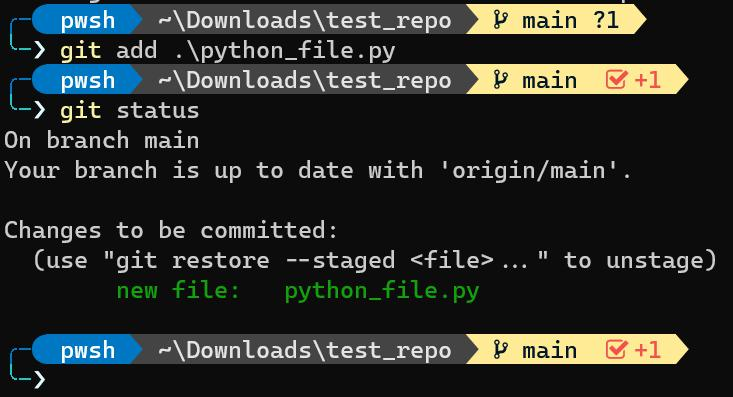 pwsh ~\Downloads\test_repo main ?1
❯ git add .\python_file.py
pwsh ~\Downloads\test_repo main +1
❯ git status
On branch main
Your branch is up to date with 'origin/main'.
Changes to be committed:
(use "git restore --staged <file>..." to unstage)
new file: python_file.py
pwsh ~\Downloads\test_repo main +1
❯